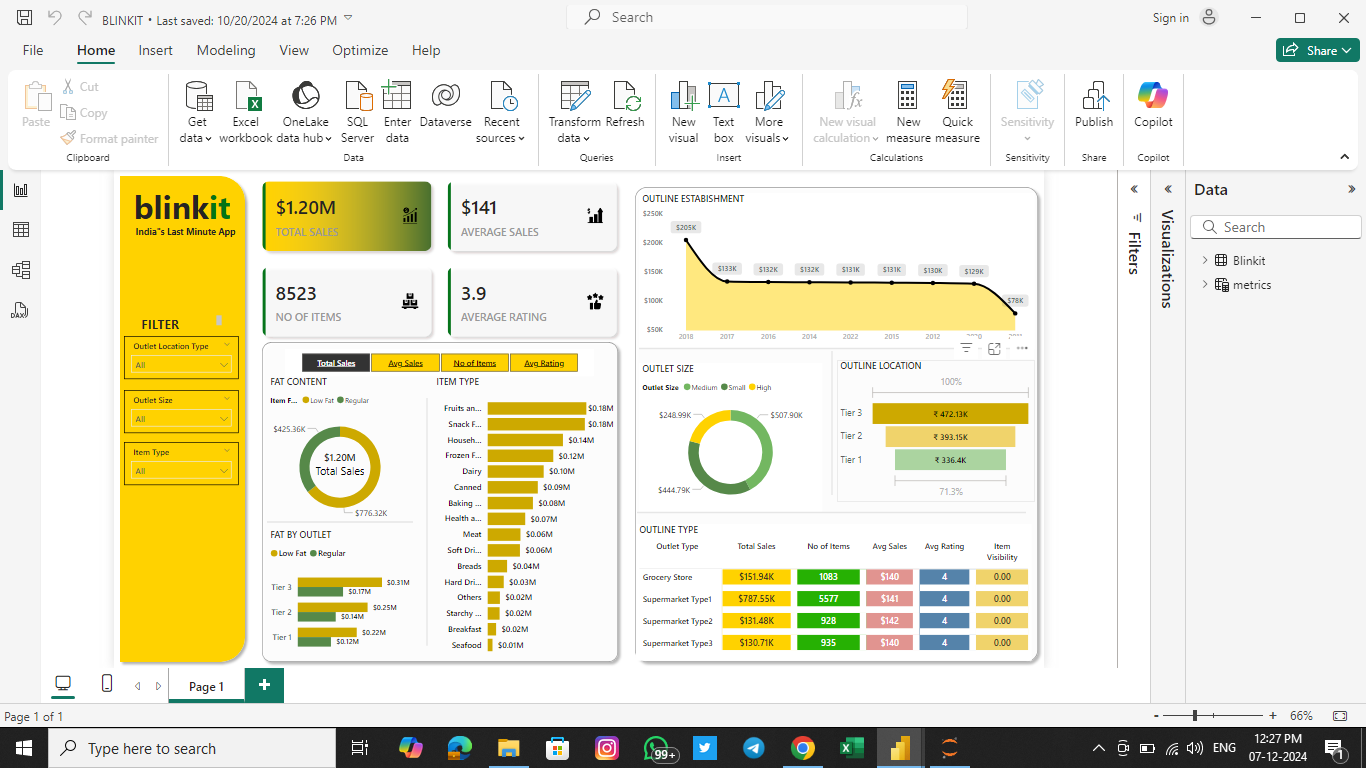 BLINKIT • Last saved: 10/20/2024 at 7:26 PM
Search
Sign in
File Home Insert Modeling View Optimize Help
Share
Paste
Cut
Copy
Format painter
Clipboard
Get data
Excel workbook
OneLake data hub
SQL Server
Enter data
Dataverse
Recent sources
Data
Transform data
Refresh
Queries
New visual
Text box
More visuals
Insert
New visual calculation
New measure
Quick measure
Calculations
Sensitivity
Sensitivity
Publish
Share
Copilot
Copilot
blinkit
India"s Last Minute App
FILTER
Outlet Location Type
All
Outlet Size
All
Item Type
All
$1.20M
TOTAL SALES
$141
AVERAGE SALES
8523
NO OF ITEMS
3.9
AVERAGE RATING
Total Sales Avg Sales No of Items Avg Rating
FAT CONTENT
Item F... Low Fat Regular
$425.36K
$1.20M
Total Sales
$776.32K
FAT BY OUTLET
Low Fat Regular
Tier 3 $0.31M
$0.17M
Tier 2 $0.25M
$0.14M
Tier 1 $0.22M
$0.12M
ITEM TYPE
Fruits an... $0.18M
Snack F... $0.18M
Househ... $0.14M
Frozen F... $0.12M
Dairy $0.10M
Canned $0.09M
Baking ... $0.08M
Health a... $0.07M
Meat $0.06M
Soft Dri... $0.06M
Breads $0.04M
Hard Dri... $0.03M
Others $0.02M
Starchy ... $0.02M
Breakfast $0.02M
Seafood $0.01M
OUTLINE ESTABISHMENT
$250K
$200K
$150K
$100K
$50K
$205K $133K $132K $132K $131K $131K $130K $129K $78K
2018 2017 2016 2014 2022 2015 2012
OUTLET SIZE
Outlet Size Medium Small High
$248.99K
$507.90K
$444.79K
OUTLINE LOCATION
100%
Tier 3 ₹ 472.13K
Tier 2 ₹ 393.15K
Tier 1 ₹ 336.4K
71.3%
OUTLINE TYPE
Outlet Type Total Sales No of Items Avg Sales Avg Rating Item Visibility
Grocery Store $151.94K 1083 $140 4 0.00
Supermarket Type1 $787.55K 5577 $141 4 0.00
Supermarket Type2 $131.48K 928 $142 4 0.00
Supermarket Type3 $130.71K 935 $140 4 0.00
Filters
Visualizations
Data
Search
Blinkit
metrics
Page 1
Page 1 of 1
- + 66%
Type here to search
99+
ENG
12:27 PM
07-12-2024
1